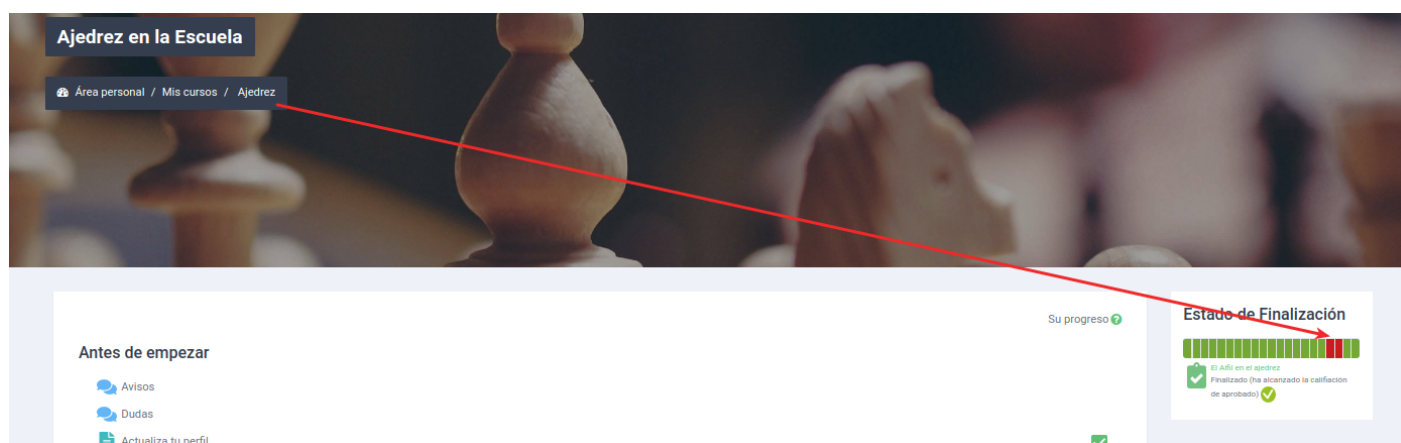 Ajedrez en la Escuela
Área personal / Mis cursos / Ajedrez
Su progreso
Estado de Finalización
El Alfil en el ajedrez
Finalizado (ha alcanzado la califiación
de aprobado)
Antes de empezar
Avisos
Dudas
Actualiza tu perfil